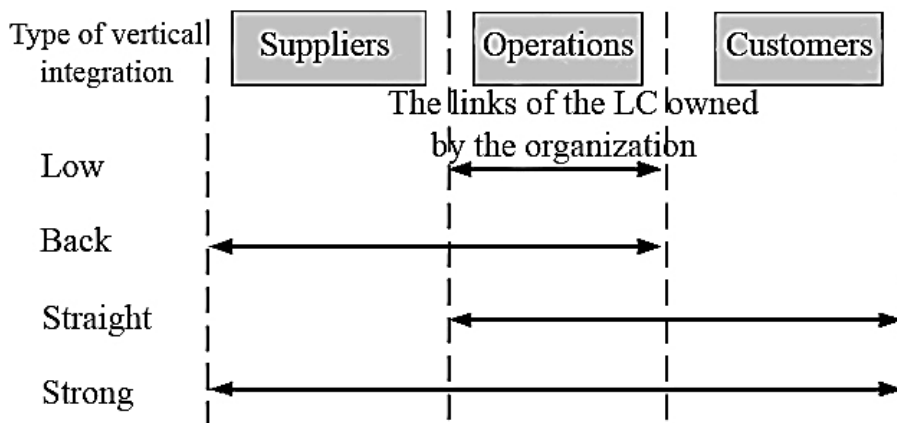 Type of vertical
integration
Suppliers
Operations
Customers
The links of the LC owned
by the organization
Low
Back
Straight
Strong